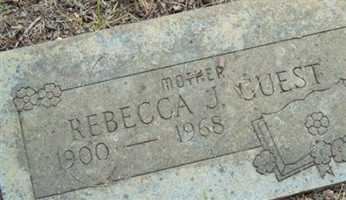 MOTHER
REBECCA J. GUEST
1900 — 1968